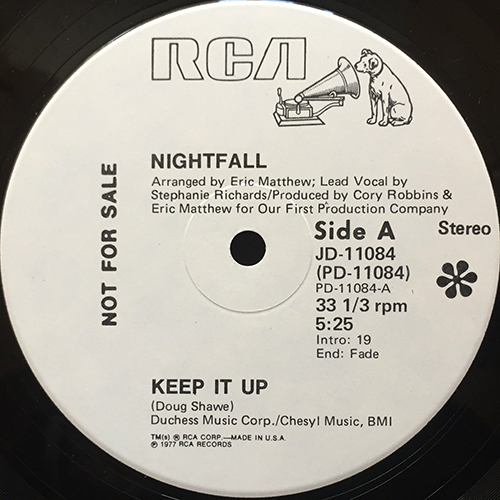 RCA
NOT FOR SALE
NIGHTFALL
Arranged by Eric Matthew; Lead Vocal by
Stephanie Richards/Produced by Cory Robbins &
Eric Matthew for Our First Production Company
Side A
Stereo
JD-11084
(PD-11084)
PD-11084-A
33 1/3 rpm
5:25
Intro: 19
End: Fade
KEEP IT UP
(Doug Shawe)
Duchess Music Corp./Chesyl Music, BMI
TM(s) ® RCA CORP.—MADE IN U.S.A.
℗ 1977 RCA RECORDS